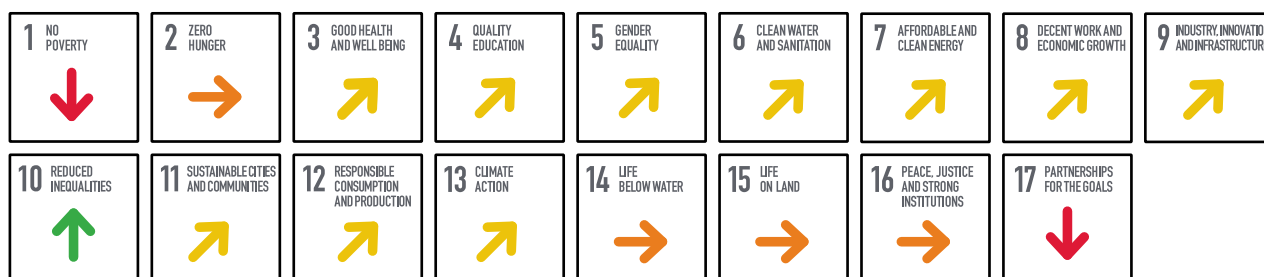 1 NO
POVERTY
2 ZERO
HUNGER
3 GOOD HEALTH
AND WELL BEING
4 QUALITY
EDUCATION
5 GENDER
EQUALITY
6 CLEAN WATER
AND SANITATION
7 AFFORDABLE AND
CLEAN ENERGY
8 DECENT WORK AND
ECONOMIC GROWTH
9 INDUSTRY, INNOVATIO
AND INFRASTRUCTUR
10 REDUCED
INEQUALITIES
11 SUSTAINABLE CITIES
AND COMMUNITIES
12 RESPONSIBLE
CONSUMPTION
AND PRODUCTION
13 CLIMATE
ACTION
14 LIFE
BELOW WATER
15 LIFE
ON LAND
16 PEACE, JUSTICE
AND STRONG
INSTITUTIONS
17 PARTNERSHIPS
FOR THE GOALS